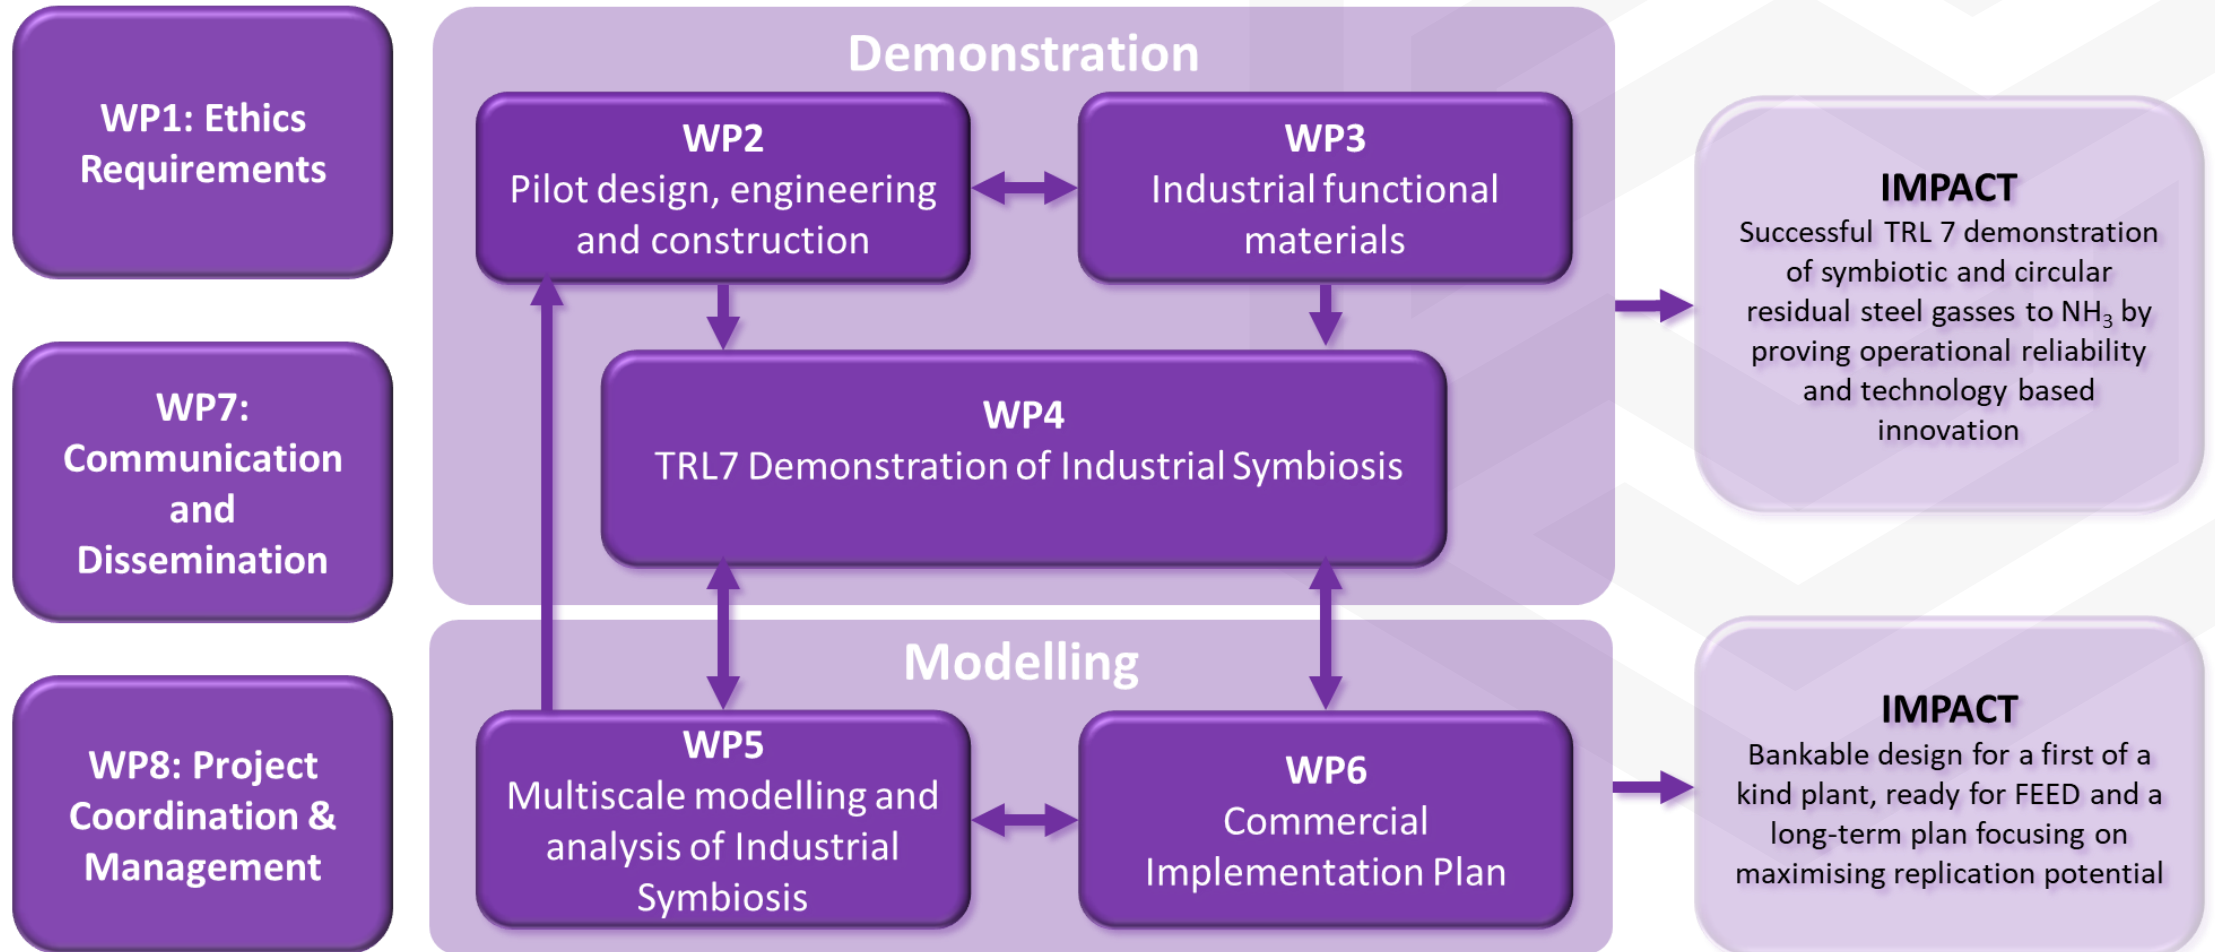 WP1: Ethics
Requirements
WP7:
Communication
and
Dissemination
WP8: Project
Coordination &
Management
Demonstration
WP2
Pilot design, engineering
and construction
WP3
Industrial functional
materials
WP4
TRL7 Demonstration of Industrial Symbiosis
Modelling
WP5
Multiscale modelling and
analysis of Industrial
Symbiosis
WP6
Commercial
Implementation Plan
IMPACT
Successful TRL 7 demonstration
of symbiotic and circular
residual steel gasses to NH₃ by
proving operational reliability
and technology based
innovation
IMPACT
Bankable design for a first of a
kind plant, ready for FEED and a
long-term plan focusing on
maximising replication potential